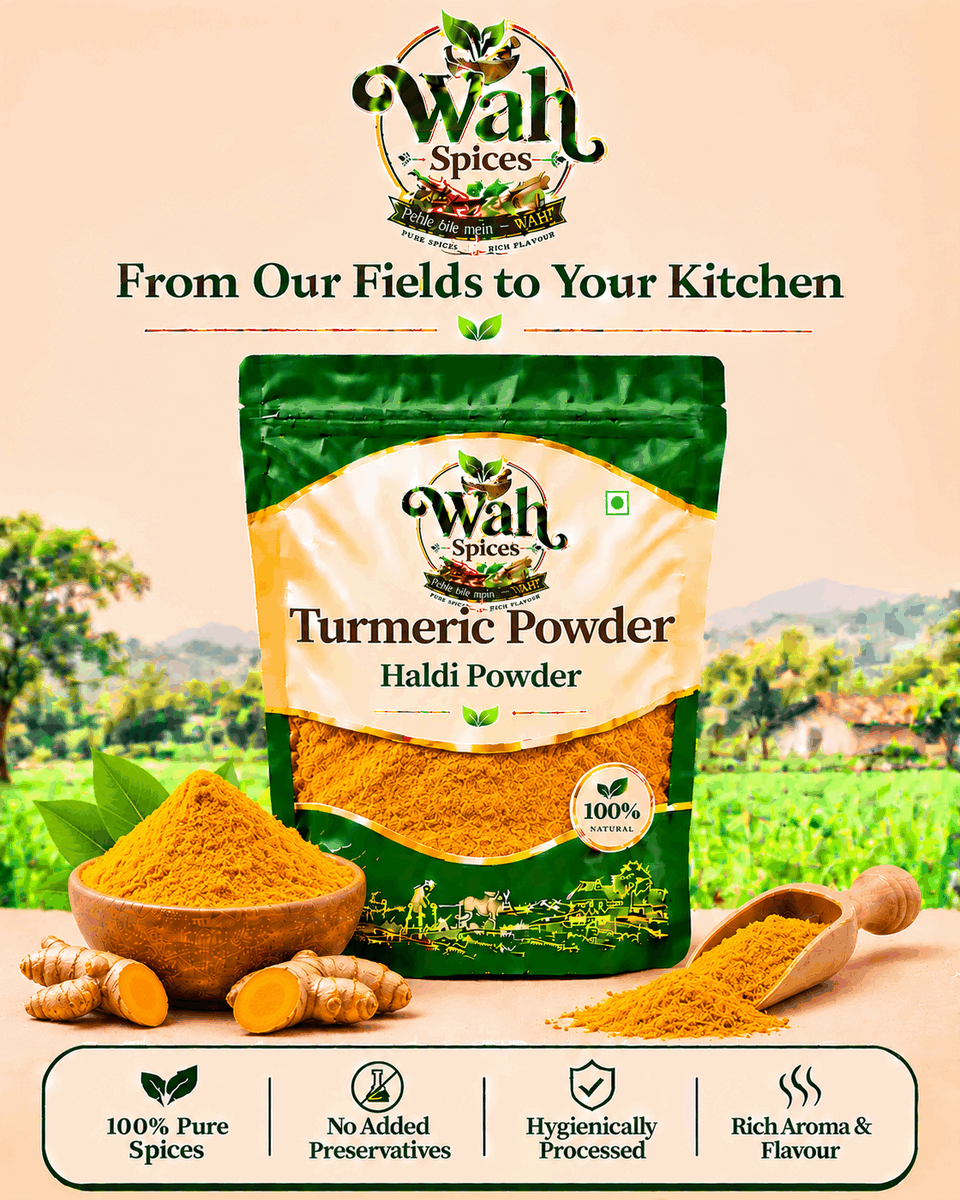 Wah
Spices
Pehle bile mein – WAH!
PURE SPICES RICH FLAVOUR
From Our Fields to Your Kitchen
Wah
Spices
Pehle bile mein – WAH!
PURE SPICES RICH FLAVOUR
Turmeric Powder
Haldi Powder
100%
NATURAL
100% Pure
Spices
No Added
Preservatives
Hygienically
Processed
Rich Aroma &
Flavour